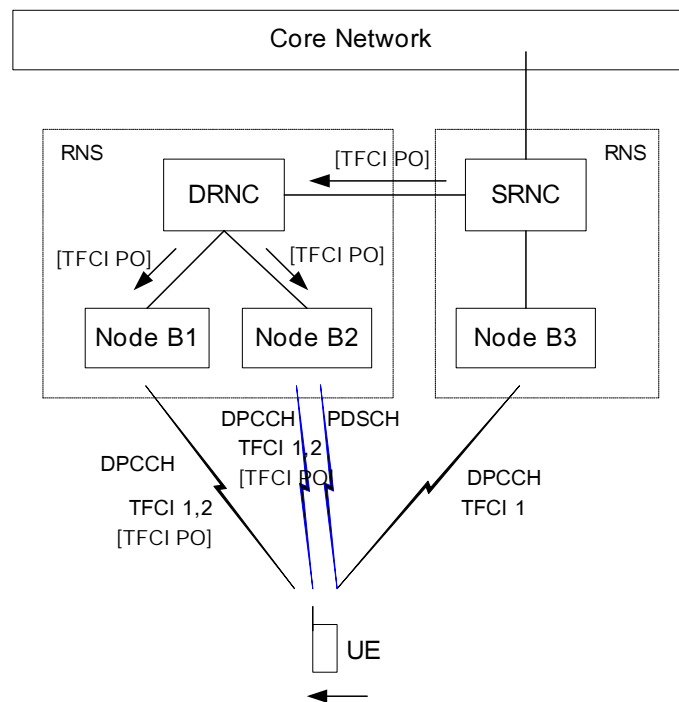 Core Network
RNS
RNS
[TFCI PO]
DRNC
SRNC
[TFCI PO]
[TFCI PO]
Node B1
Node B2
Node B3
DPCCH
PDSCH
TFCI 1,2
[TFCI PO]
DPCCH
TFCI 1,2
[TFCI PO]
DPCCH
TFCI 1
UE